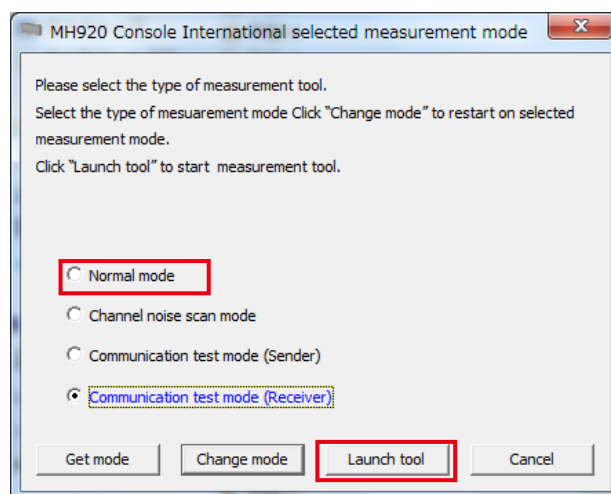 MH920 Console International selected measurement mode
Please select the type of measurement tool.
Select the type of mesuarement mode Click “Change mode” to restart on selected
measurement mode.
Click “Launch tool” to start measurement tool.
Normal mode
Channel noise scan mode
Communication test mode (Sender)
Communication test mode (Receiver)
Get mode Change mode Launch tool Cancel